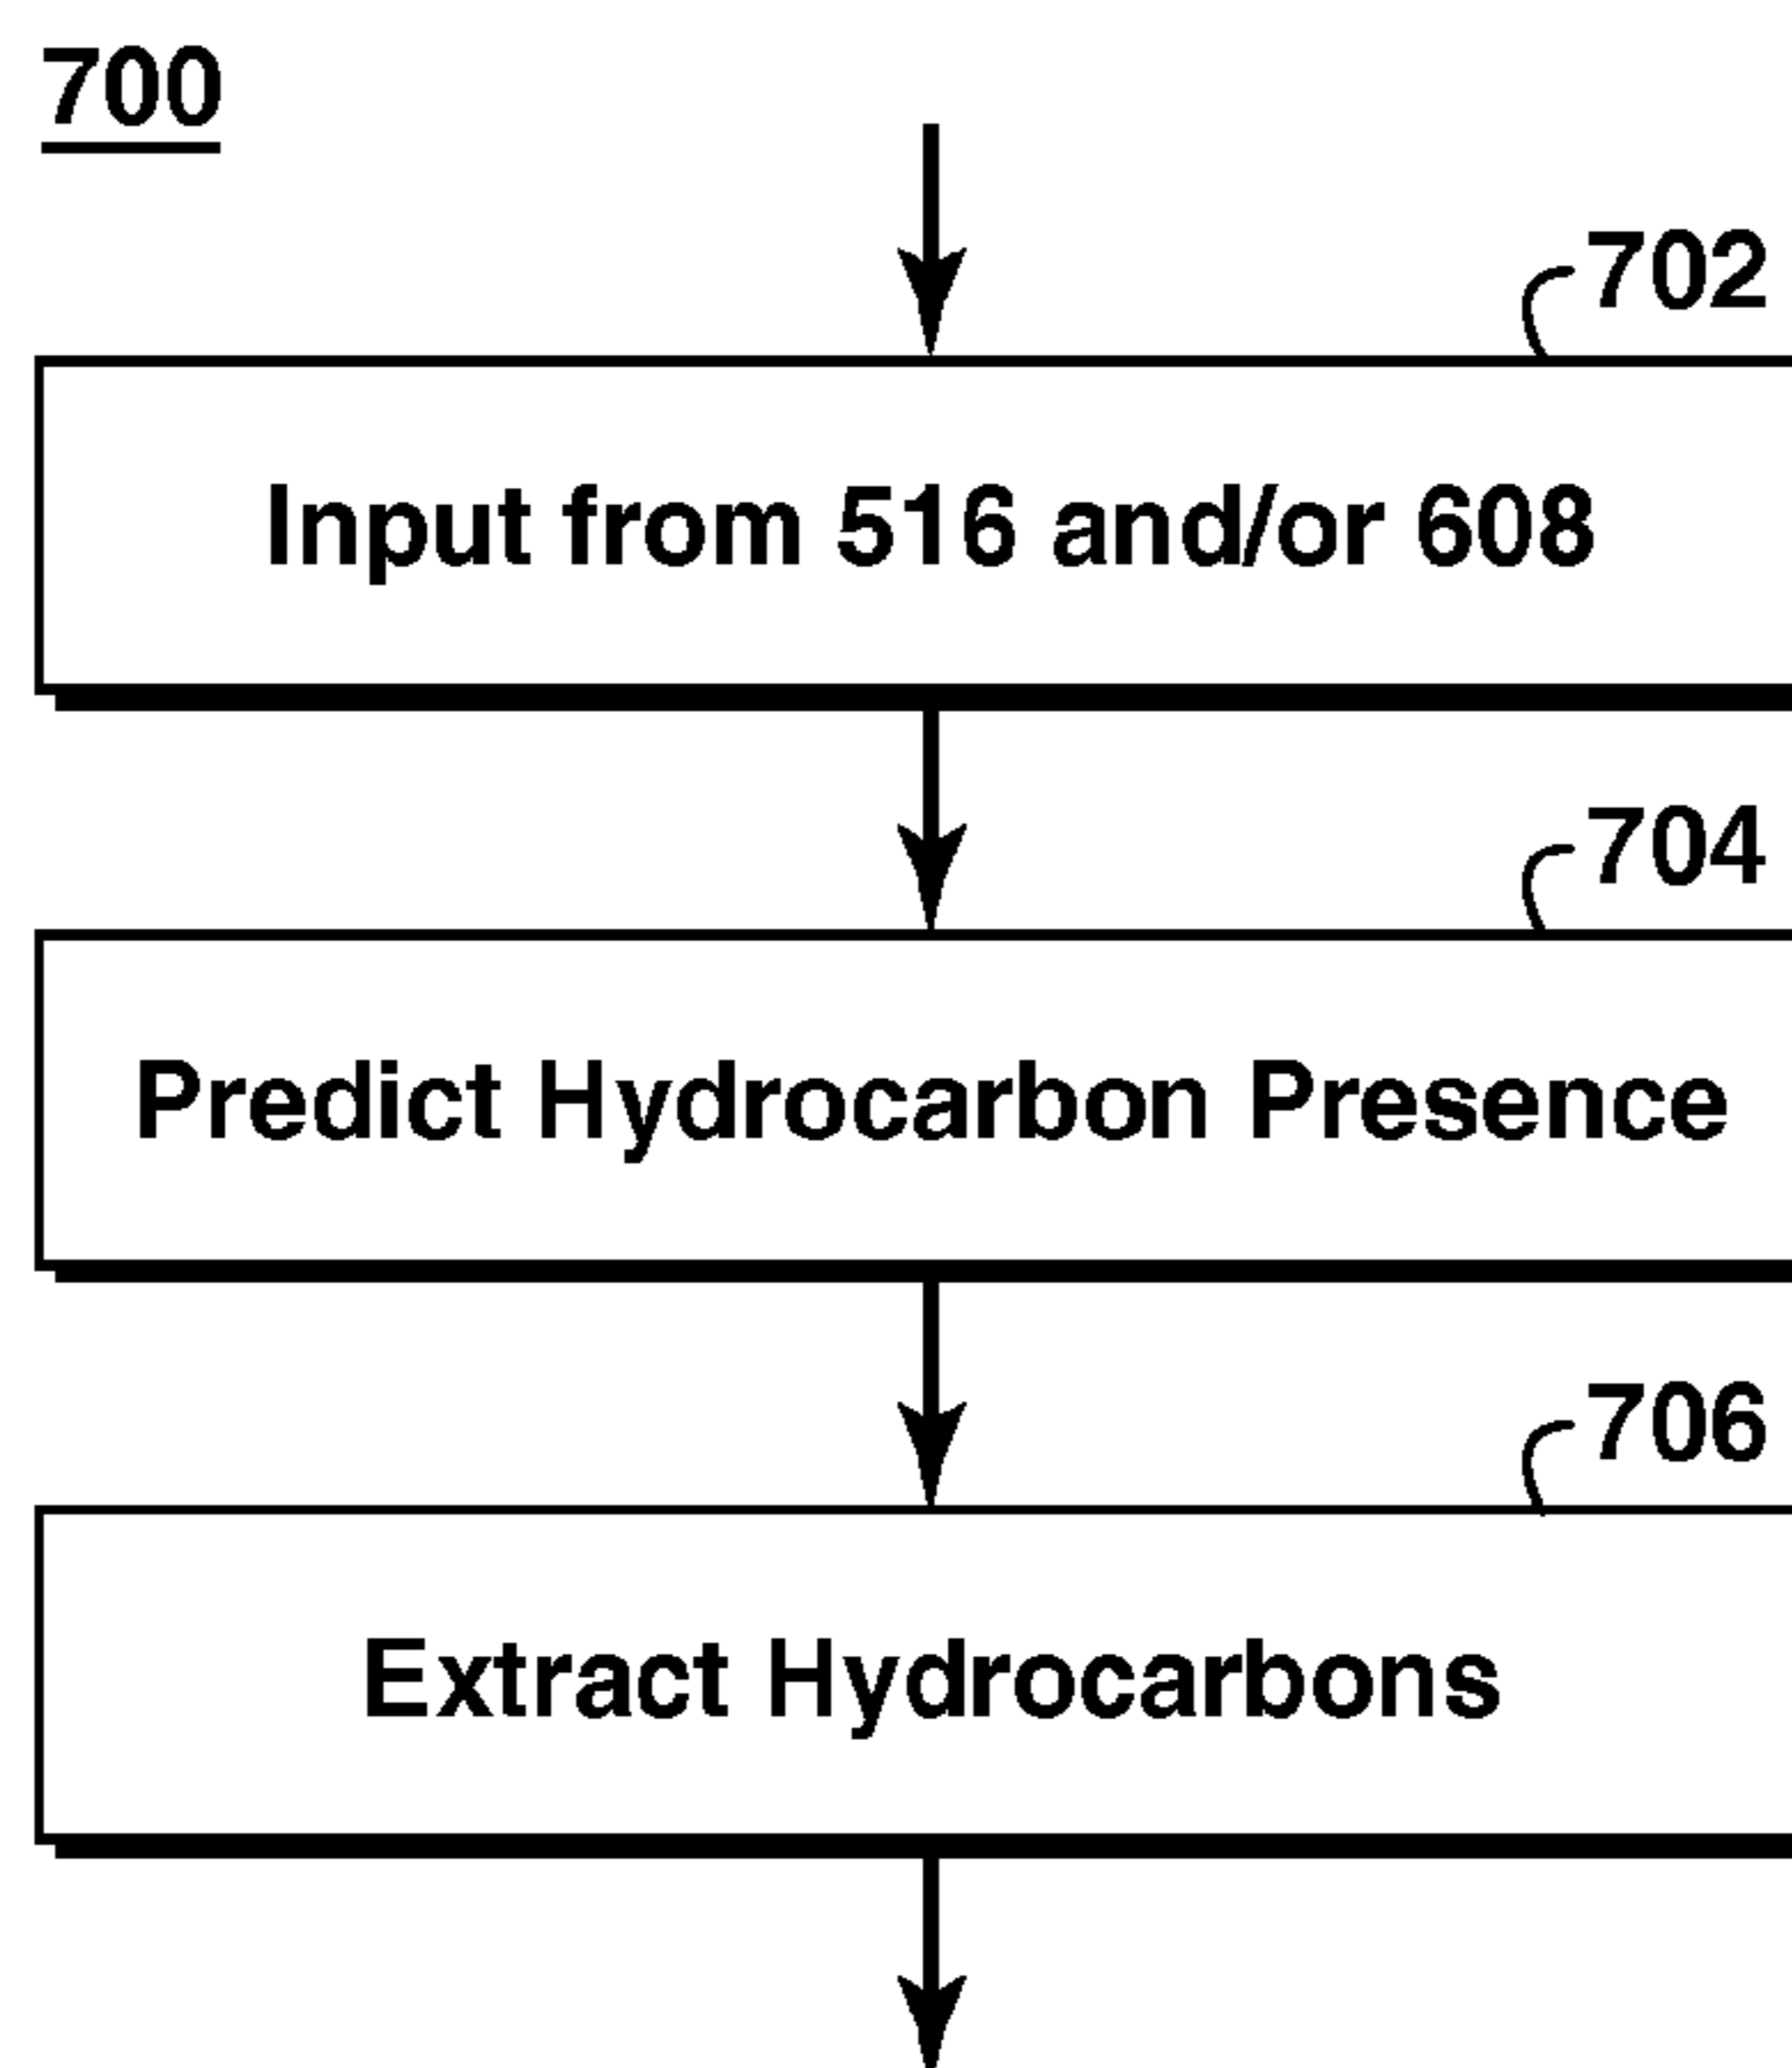 700
702
Input from 516 and/or 608
704
Predict Hydrocarbon Presence
706
Extract Hydrocarbons